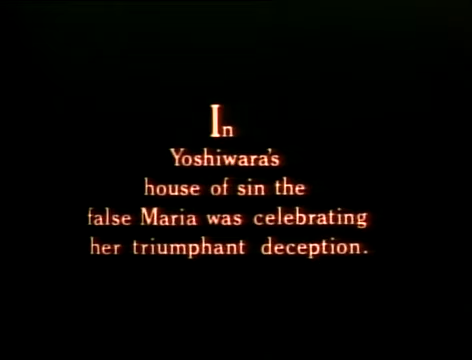 In
Yoshiwara's
house of sin the
false Maria was celebrating
her triumphant deception.